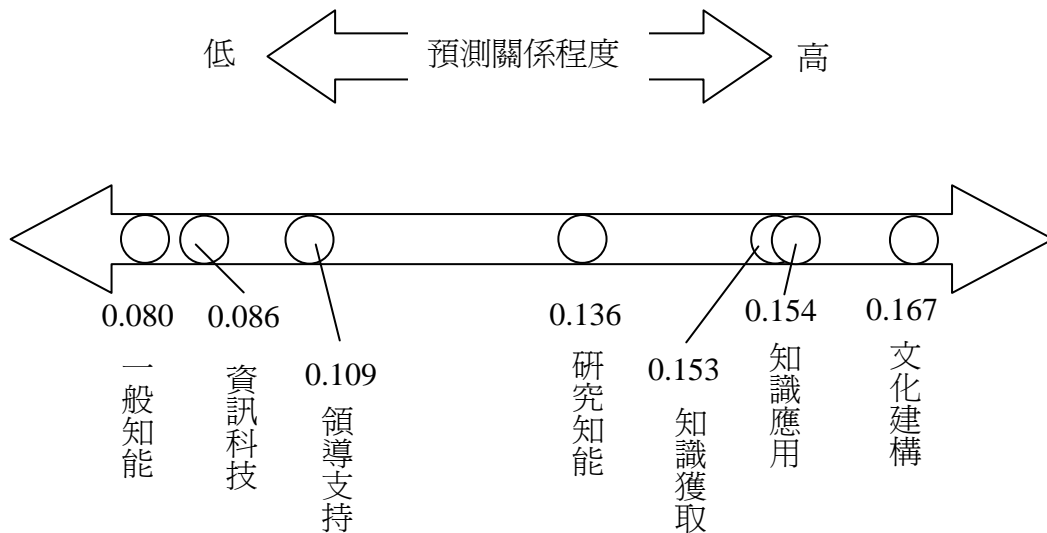 低 預測關係程度 高
0.080 0.086 0.109 0.136 0.153 0.154 0.167
一般知能
資訊科技
領導支持
研究知能
知識獲取
知識應用
文化建構